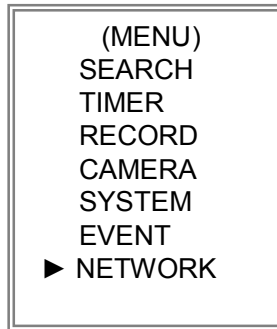 (MENU)
SEARCH
TIMER
RECORD
CAMERA
SYSTEM
EVENT
► NETWORK